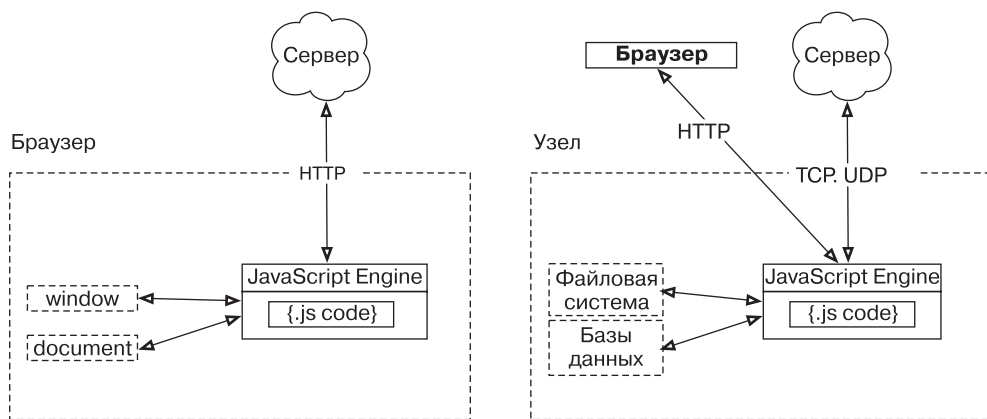 Сервер
Браузер
HTTP
JavaScript Engine
{.js code}
window
document
Браузер
Сервер
Узел
HTTP
TCP. UDP
JavaScript Engine
{.js code}
Файловая
система
Базы
данных